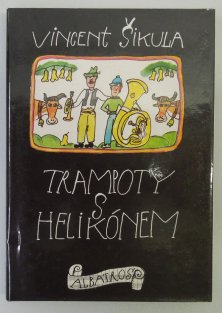 VINCENT ŠIKULA
TRAMPOTY
S
HELIKÓNEM
ALBATROS